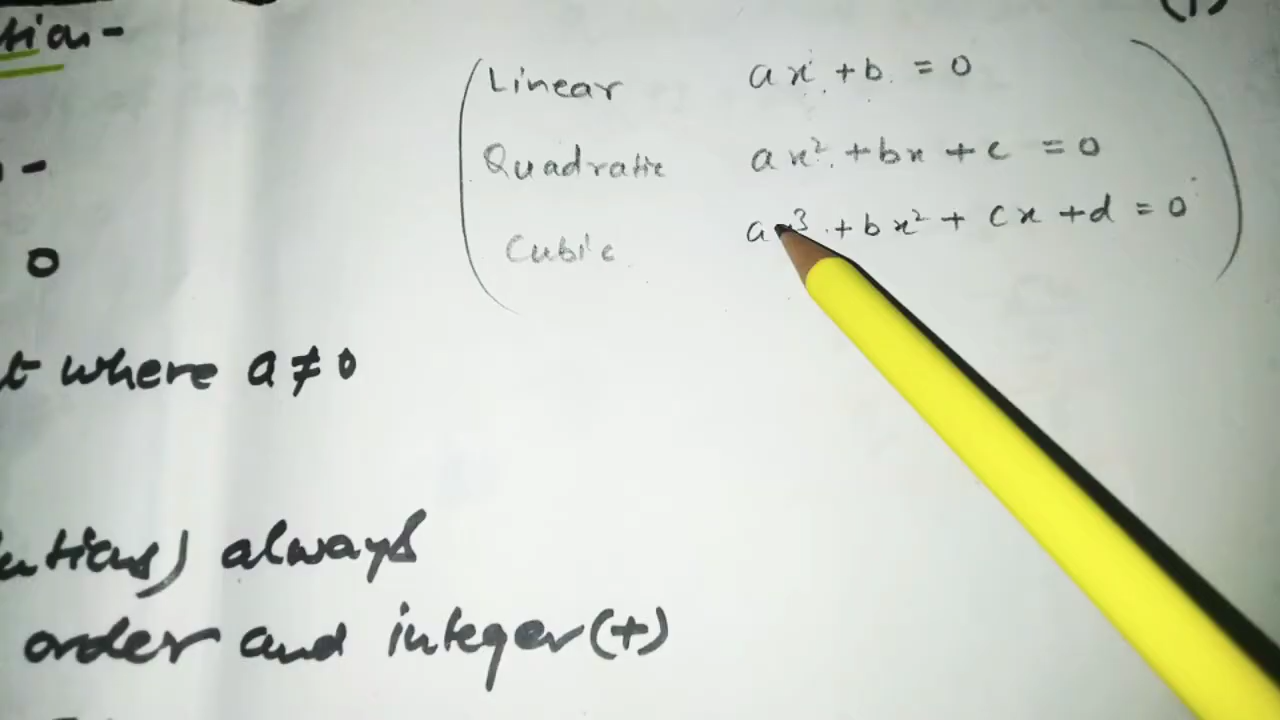 Linear ax + b = 0
Quadratic ax² + bx + c = 0
Cubic ax³ + bx² + cx + d = 0
0
where a ≠ 0
always
order and integer (+)